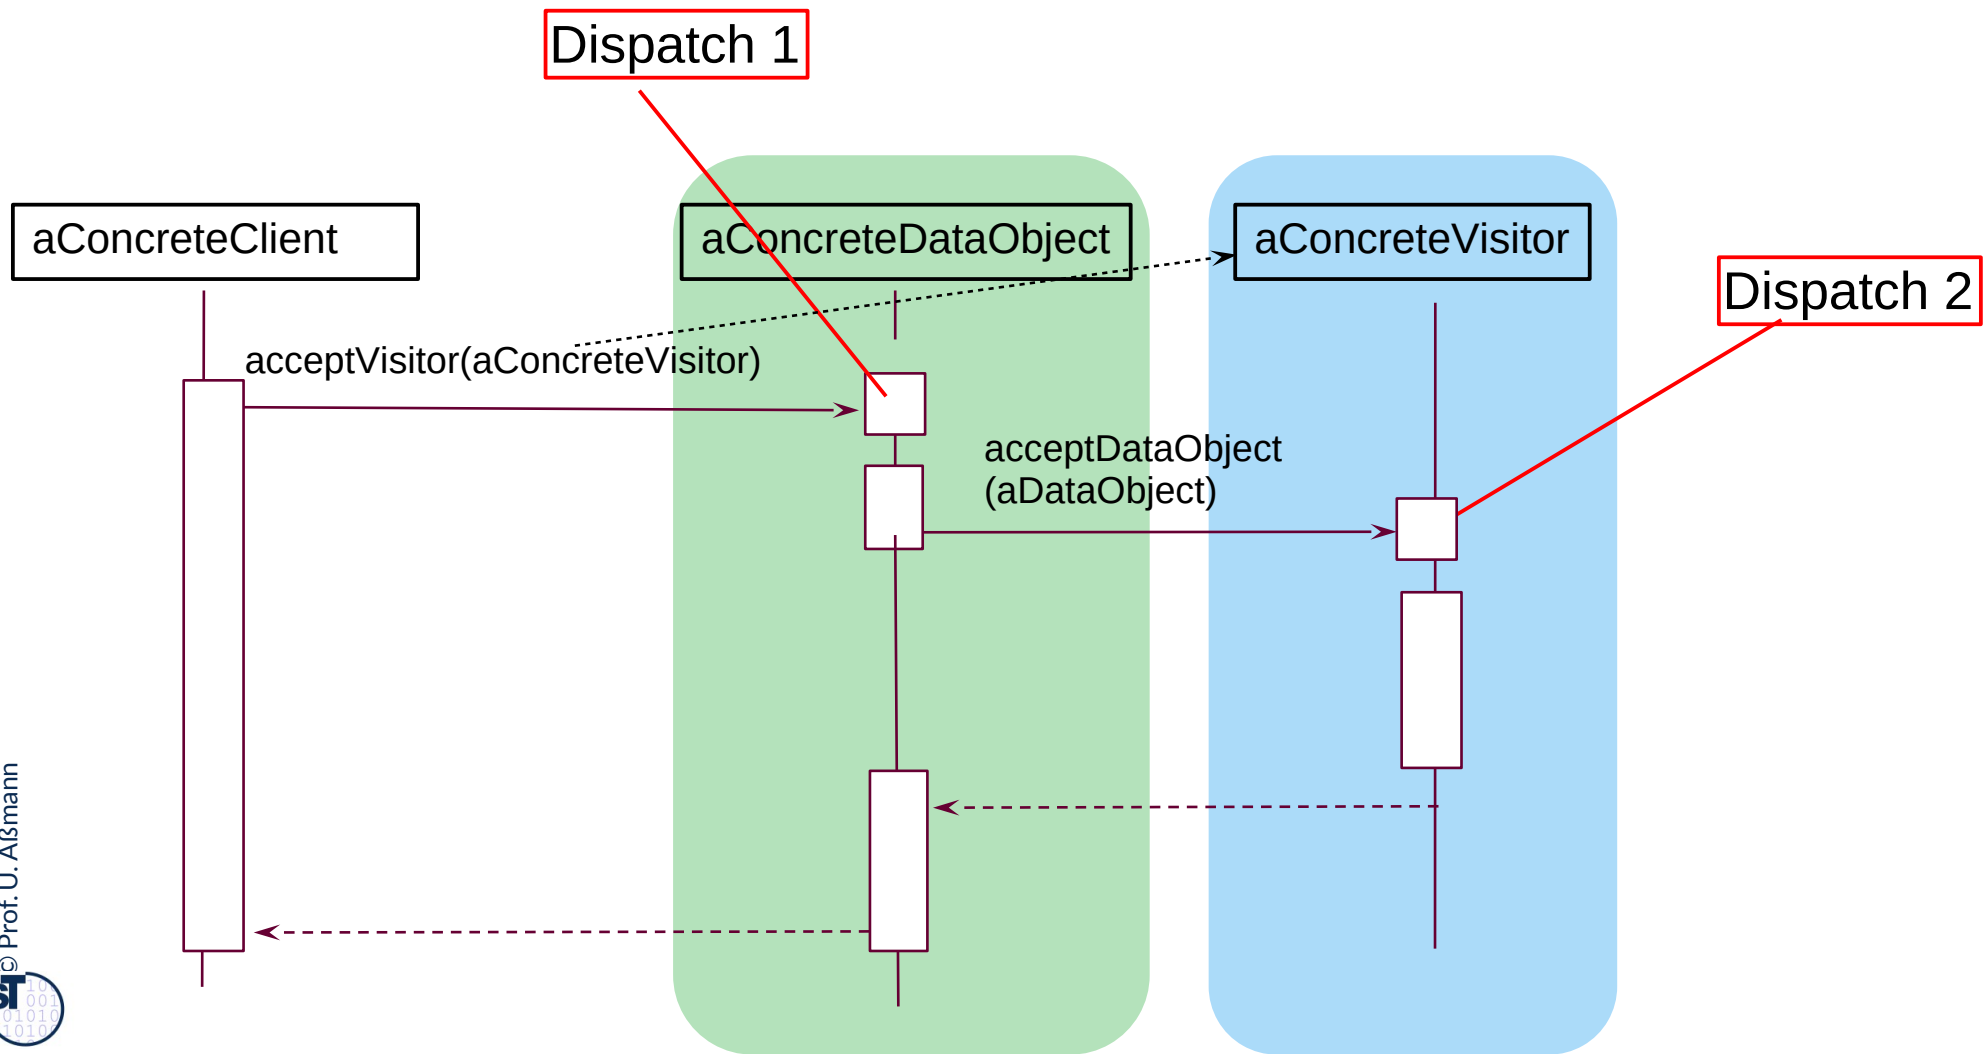 Dispatch 1
aConcreteClient
aConcreteDataObject
aConcreteVisitor
Dispatch 2
acceptVisitor(aConcreteVisitor)
acceptDataObject
(aDataObject)
© Prof. U. Aßmann